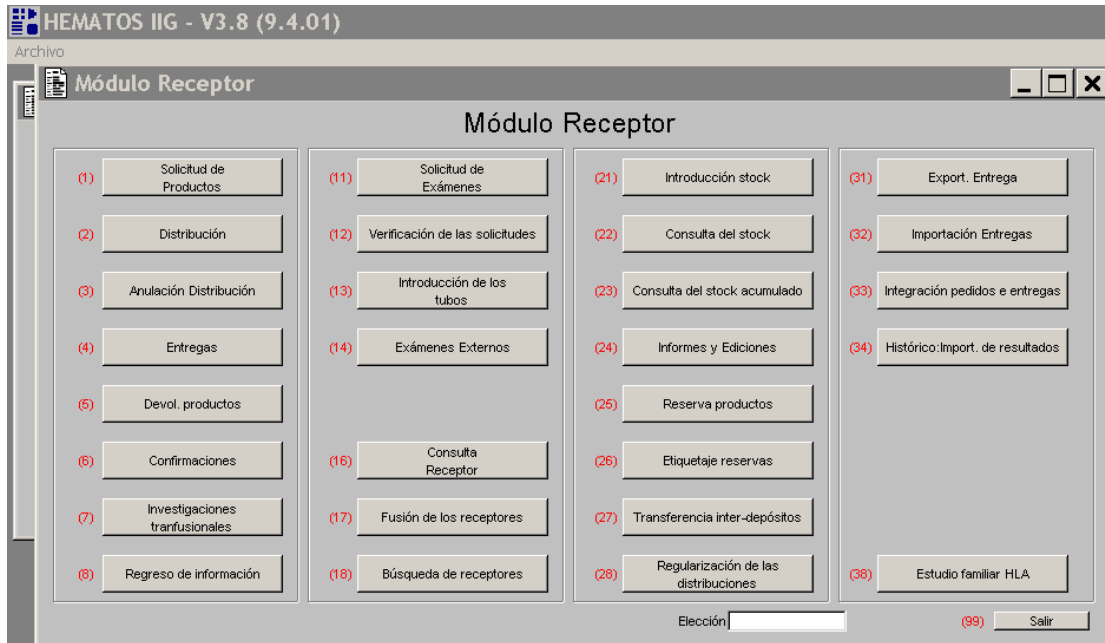 HEMATOS IIG - V3.8 (9.4.01)
Archivo
Módulo Receptor
Módulo Receptor
(1) Solicitud de
Productos
(2) Distribución
(3) Anulación Distribución
(4) Entregas
(5) Devol. productos
(6) Confirmaciones
(7) Investigaciones
tranfusionales
(8) Regreso de información
(11) Solicitud de
Exámenes
(12) Verificación de las solicitudes
(13) Introducción de los
tubos
(14) Exámenes Externos
(16) Consulta
Receptor
(17) Fusión de los receptores
(18) Búsqueda de receptores
(21) Introducción stock
(22) Consulta del stock
(23) Consulta del stock acumulado
(24) Informes y Ediciones
(25) Reserva productos
(26) Etiquetaje reservas
(27) Transferencia inter-depósitos
(28) Regularización de las
distribuciones
(31) Export. Entrega
(32) Importación Entregas
(33) Integración pedidos e entregas
(34) Histórico:Import. de resultados
(38) Estudio familiar HLA
Elección
(99) Salir